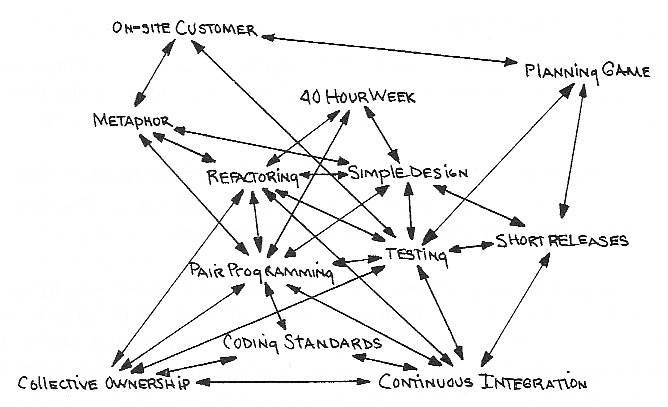 ON-SITE CUSTOMER
PLANNING GAME
40 HOUR WEEK
METAPHOR
REFACTORING
SIMPLE DESIGN
SHORT RELEASES
TESTING
PAIR PROGRAMMING
CODING STANDARDS
COLLECTIVE OWNERSHIP
CONTINUOUS INTEGRATION